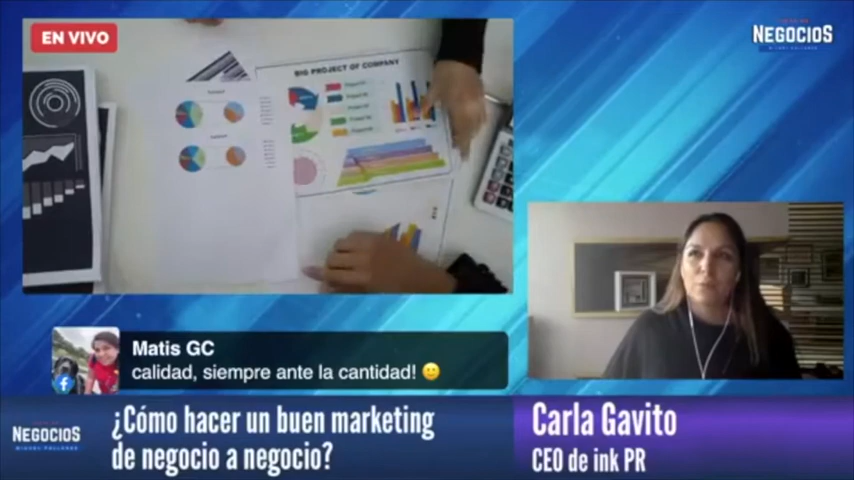 EN VIVO
BIG PROJECT OF COMPANY
NEGOCIOS
Matis GC
calidad, siempre ante la cantidad! 🙂
NEGOCIOS
¿Cómo hacer un buen marketing
de negocio a negocio?
Carla Gavito
CEO de ink PR